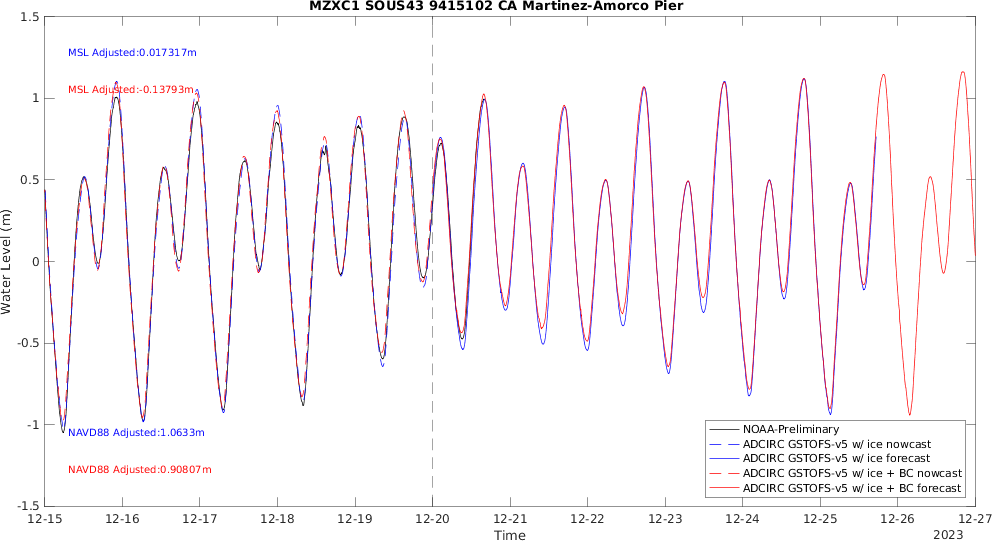 MZXC1 SOUS43 9415102 CA Martinez-Amorco Pier
1.5
MSL Adjusted:0.017317m
MSL Adjusted:-0.13793m
1
0.5
0
-0.5
-1
-1.5
Water Level (m)
NAVD88 Adjusted:1.0633m
NAVD88 Adjusted:0.90807m
NOAA-Preliminary
ADCIRC GSTOFS-v5 w/ ice nowcast
ADCIRC GSTOFS-v5 w/ ice forecast
ADCIRC GSTOFS-v5 w/ ice + BC nowcast
ADCIRC GSTOFS-v5 w/ ice + BC forecast
12-15 12-16 12-17 12-18 12-19 12-20 12-21 12-22 12-23 12-24 12-25 12-26 12-27
Time
2023